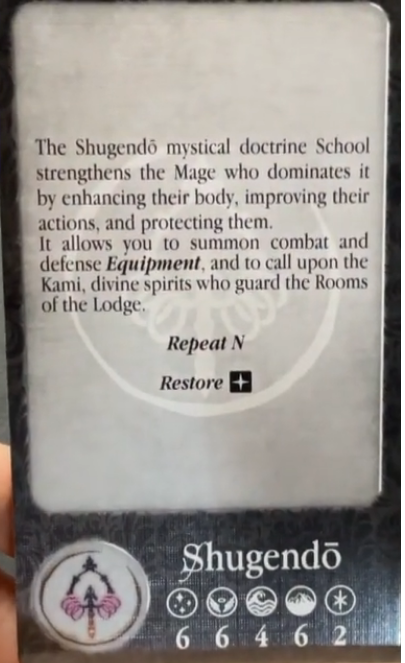 The Shugendō mystical doctrine School
strengthens the Mage who dominates it
by enhancing their body, improving their
actions, and protecting them.
It allows you to summon combat and
defense Equipment, and to call upon the
Kami, divine spirits who guard the Rooms
of the Lodge.
Repeat N
Restore
Shugendō
6 6 4 6 2